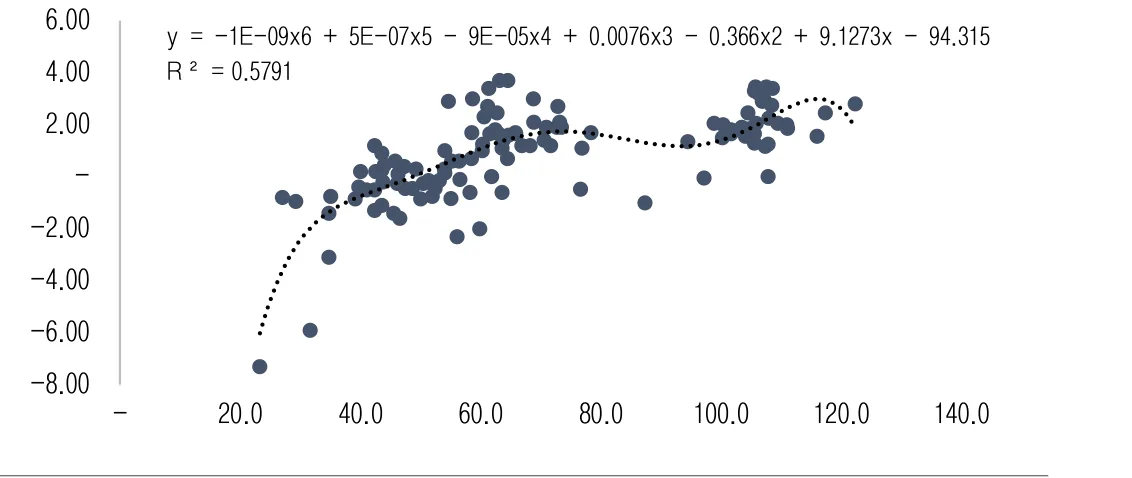 6.00
y = -1E-09x6 + 5E-07x5 - 9E-05x4 + 0.0076x3 - 0.366x2 + 9.1273x - 94.315
R² = 0.5791
4.00
2.00
-
-2.00
-4.00
-6.00
-8.00
- 20.0 40.0 60.0 80.0 100.0 120.0 140.0